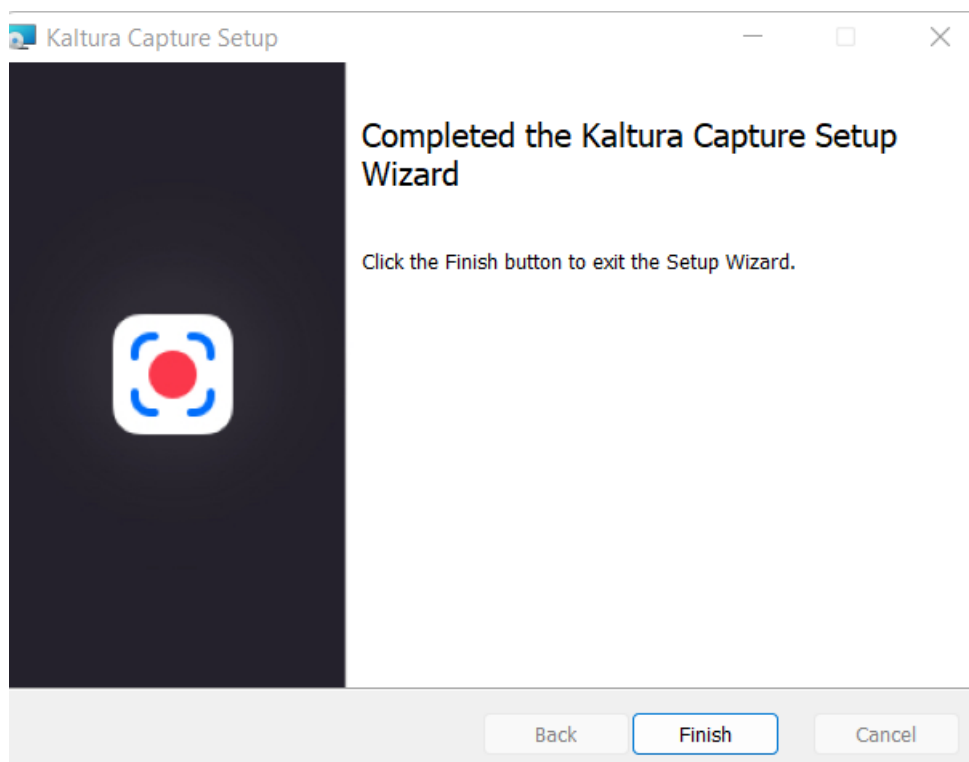 Kaltura Capture Setup
Completed the Kaltura Capture Setup
Wizard
Click the Finish button to exit the Setup Wizard.
Back
Finish
Cancel